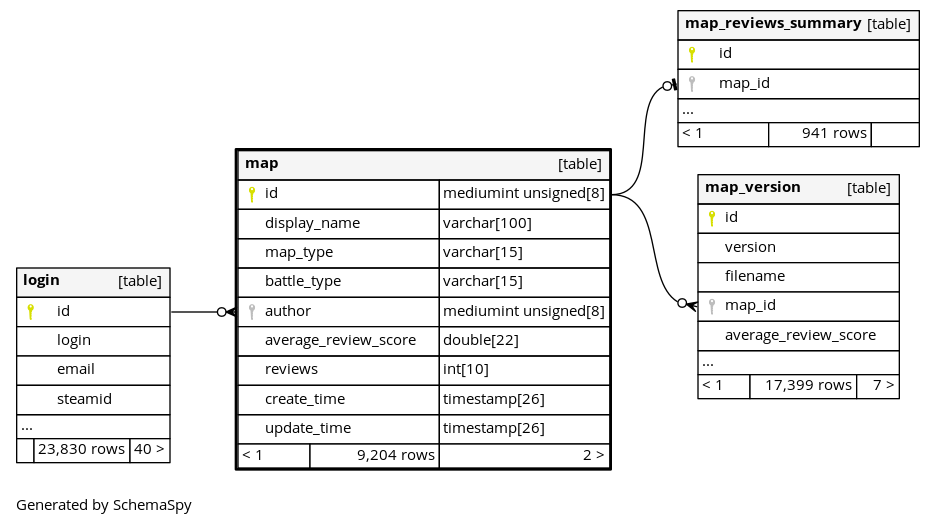 map_reviews_summary [table]
id
map_id
...
< 1 941 rows
map [table]
id mediumint unsigned[8]
display_name varchar[100]
map_type varchar[15]
battle_type varchar[15]
author mediumint unsigned[8]
average_review_score double[22]
reviews int[10]
create_time timestamp[26]
update_time timestamp[26]
< 1 9,204 rows 2 >
map_version [table]
id
version
filename
map_id
average_review_score
...
< 1 17,399 rows 7 >
login [table]
id
login
email
steamid
...
23,830 rows 40 >
Generated by SchemaSpy